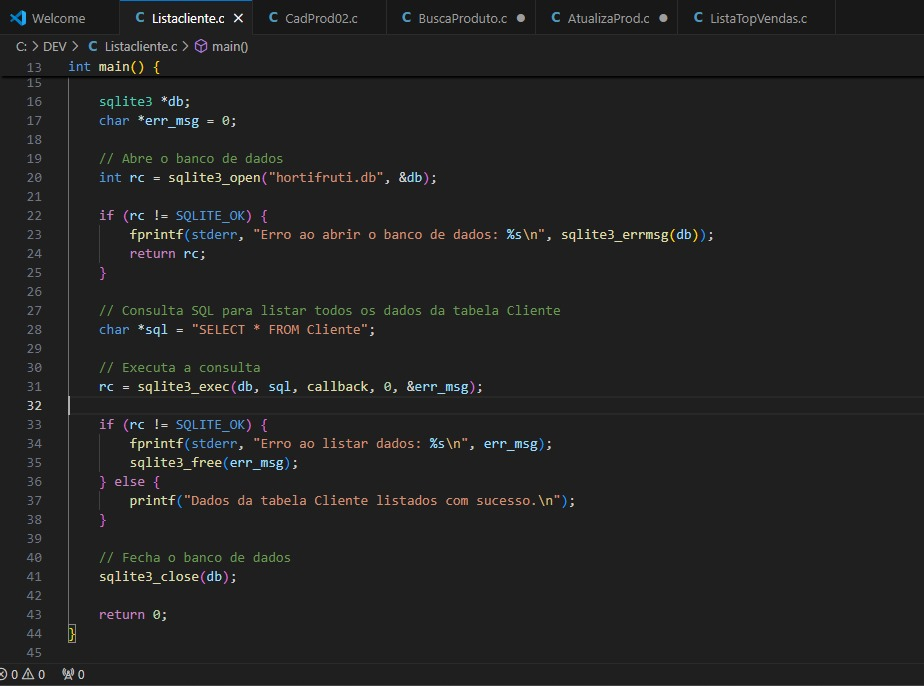 Welcome
Listacliente.c
CadProd02.c
BuscaProduto.c
AtualizaProd.c
ListaTopVendas.c
C: > DEV > C Listacliente.c > main()
13 int main() {
15
16 sqlite3 *db;
17 char *err_msg = 0;
18
19 // Abre o banco de dados
20 int rc = sqlite3_open("hortifruti.db", &db);
21
22 if (rc != SQLITE_OK) {
23 fprintf(stderr, "Erro ao abrir o banco de dados: %s\n", sqlite3_errmsg(db));
24 return rc;
25 }
26
27 // Consulta SQL para listar todos os dados da tabela Cliente
28 char *sql = "SELECT * FROM Cliente";
29
30 // Executa a consulta
31 rc = sqlite3_exec(db, sql, callback, 0, &err_msg);
32
33 if (rc != SQLITE_OK) {
34 fprintf(stderr, "Erro ao listar dados: %s\n", err_msg);
35 sqlite3_free(err_msg);
36 } else {
37 printf("Dados da tabela Cliente listados com sucesso.\n");
38 }
39
40 // Fecha o banco de dados
41 sqlite3_close(db);
42
43 return 0;
44 }
45
0 0 0